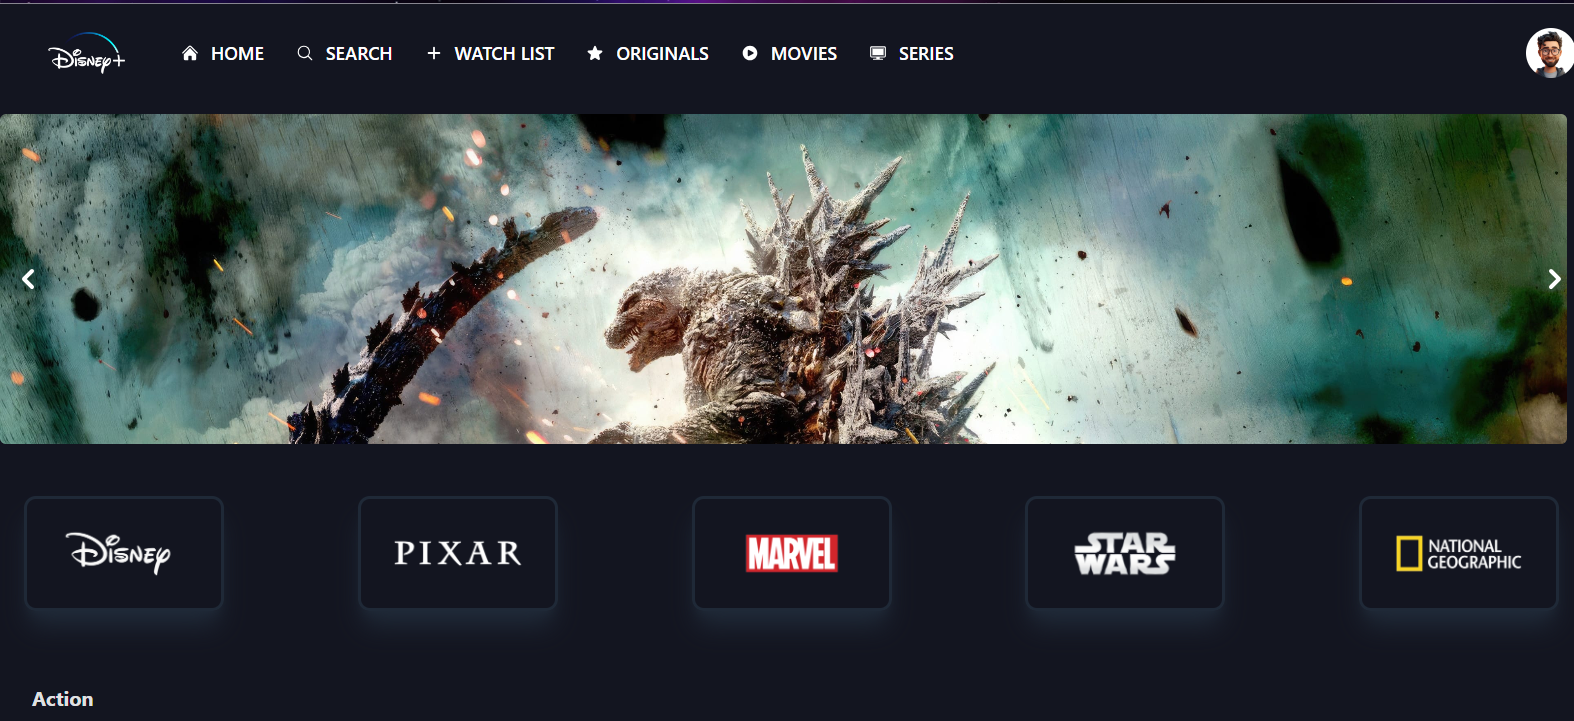 Disney+
HOME
SEARCH
WATCH LIST
ORIGINALS
MOVIES
SERIES
Disney
PIXAR
MARVEL
STAR
WARS
NATIONAL
GEOGRAPHIC
Action